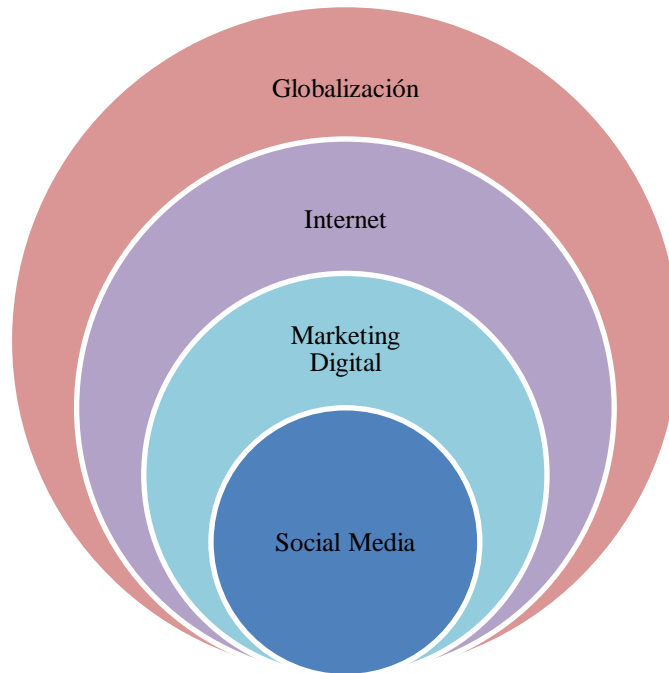 Globalización
Internet
Marketing
Digital
Social Media